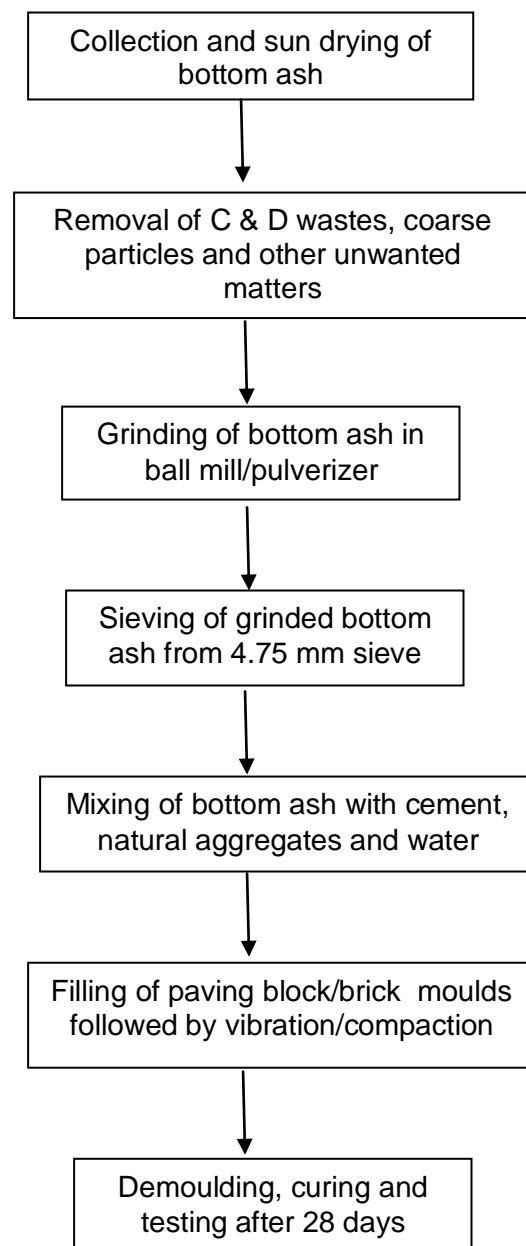 Collection and sun drying of
bottom ash
Removal of C & D wastes, coarse
particles and other unwanted
matters
Grinding of bottom ash in
ball mill/pulverizer
Sieving of grinded bottom
ash from 4.75 mm sieve
Mixing of bottom ash with cement,
natural aggregates and water
Filling of paving block/brick moulds
followed by vibration/compaction
Demoulding, curing and
testing after 28 days